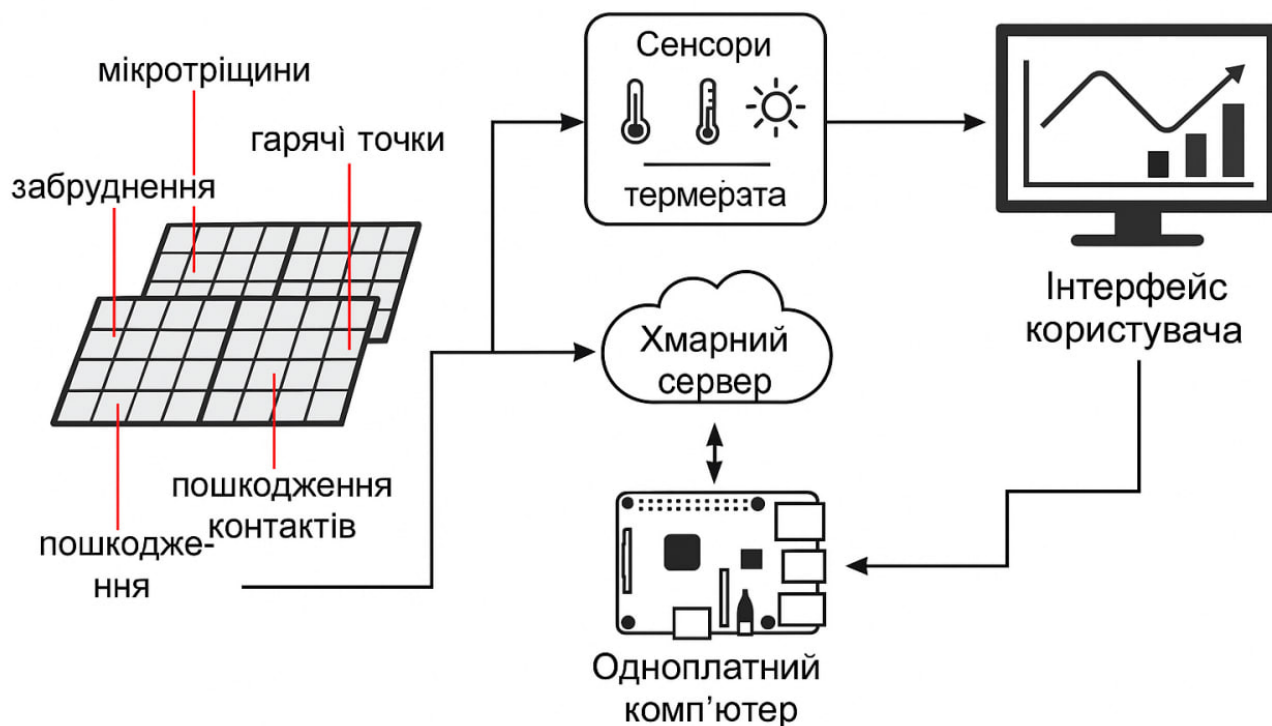 мікротріщини
гарячі точки
забруднення
пошкодження
контактів
пошкодже-
ння
Сенсори
термерата
Хмарний
сервер
Одноплатний
комп'ютер
Інтерфейс
користувача